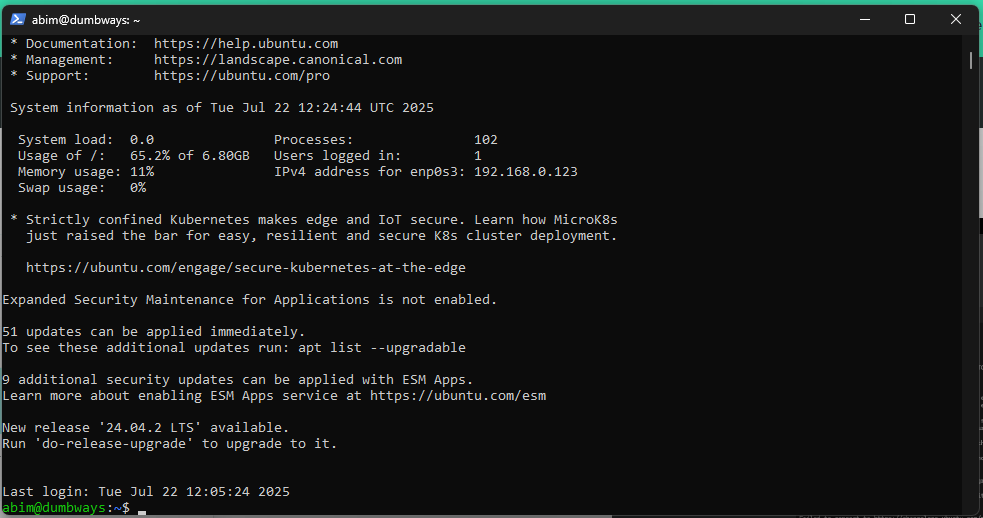 abim@dumbways: ~
* Documentation:  https://help.ubuntu.com
* Management:     https://landscape.canonical.com
* Support:        https://ubuntu.com/pro
System information as of Tue Jul 22 12:24:44 UTC 2025
System load:  0.0               Processes:               102
Usage of /:   65.2% of 6.80GB   Users logged in:         1
Memory usage: 11%               IPv4 address for enp0s3: 192.168.0.123
Swap usage:   0%
* Strictly confined Kubernetes makes edge and IoT secure. Learn how MicroK8s
just raised the bar for easy, resilient and secure K8s cluster deployment.
https://ubuntu.com/engage/secure-kubernetes-at-the-edge
Expanded Security Maintenance for Applications is not enabled.
51 updates can be applied immediately.
To see these additional updates run: apt list --upgradable
9 additional security updates can be applied with ESM Apps.
Learn more about enabling ESM Apps service at https://ubuntu.com/esm
New release '24.04.2 LTS' available.
Run 'do-release-upgrade' to upgrade to it.
Last login: Tue Jul 22 12:05:24 2025
abim@dumbways:~$